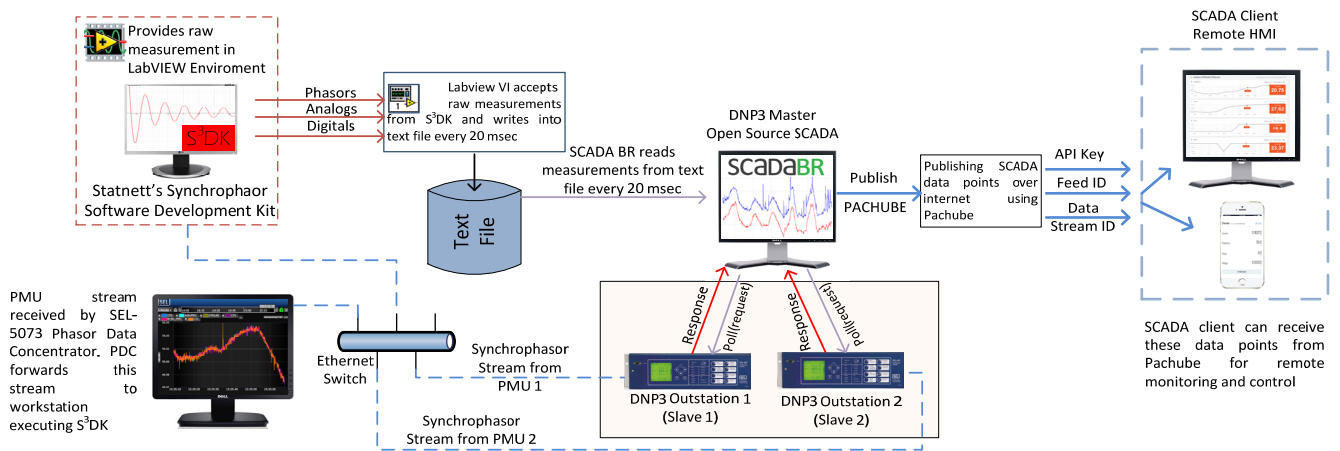 Provides raw
measurement in
LabVIEW Enviroment
S³DK
Statnett's Synchrophaor
Software Development Kit
Phasors
Analogs
Digitals
1
Labview VI accepts
raw measurements
from S³DK and writes into
text file every 20 msec
Text
File
SCADA BR reads
measurements from text
file every 20 msec
DNP3 Master
Open Source SCADA
SCADABR
Publish
PACHUBE
Publishing SCADA
data points over
internet using
Pachube
API Key
Feed ID
Data
Stream ID
SCADA Client
Remote HMI
20.75
27.62
23.37
SCADA client can receive
these data points from
Pachube for remote
monitoring and control
PMU stream
received by SEL-
5073 Phasor Data
Concentrator. PDC
forwards this
stream to
workstation
executing S³DK
SEL
DELL
Ethernet
Switch
Synchrophasor
Stream from
PMU 1
Synchrophasor
Stream from PMU 2
Response
Poll(request)
Response
Poll(request)
DNP3 Outstation 1
(Slave 1)
DNP3 Outstation 2
(Slave 2)